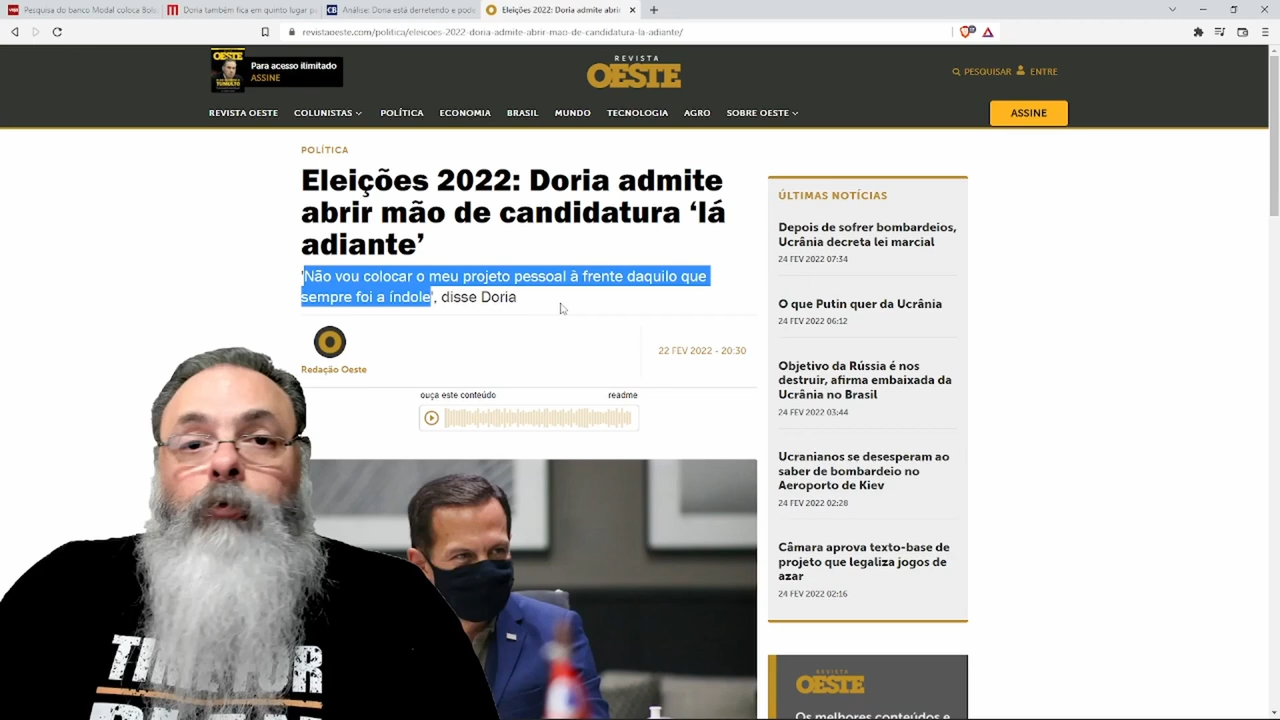 Pesquisa do banco Modal coloca Bols
Doria também fica em quinto lugar p
Análise: Doria está derretendo e pode
Eleições 2022: Doria admite abrir
revistaoeste.com/politica/eleicoes-2022-doria-admite-abrir-mao-de-candidatura-la-adiante/
OESTE
Para acesso ilimitado
ASSINE
REVISTA
OESTE
PESQUISAR
ENTRE
REVISTA OESTE
COLUNISTAS
POLÍTICA
ECONOMIA
BRASIL
MUNDO
TECNOLOGIA
AGRO
SOBRE OESTE
ASSINE
POLÍTICA
Eleições 2022: Doria admite
abrir mão de candidatura ‘lá
adiante’
'Não vou colocar o meu projeto pessoal à frente daquilo que
sempre foi a índole', disse Doria
Redação Oeste
22 FEV 2022 - 20:30
ouça este conteúdo
readme
ÚLTIMAS NOTÍCIAS
Depois de sofrer bombardeios,
Ucrânia decreta lei marcial
24 FEV 2022 07:34
O que Putin quer da Ucrânia
24 FEV 2022 06:12
Objetivo da Rússia é nos
destruir, afirma embaixada da
Ucrânia no Brasil
24 FEV 2022 03:44
Ucranianos se desesperam ao
saber de bombardeio no
Aeroporto de Kiev
24 FEV 2022 02:28
Câmara aprova texto-base de
projeto que legaliza jogos de
azar
24 FEV 2022 02:16
REVISTA
OESTE
Os melhores conteúdos e